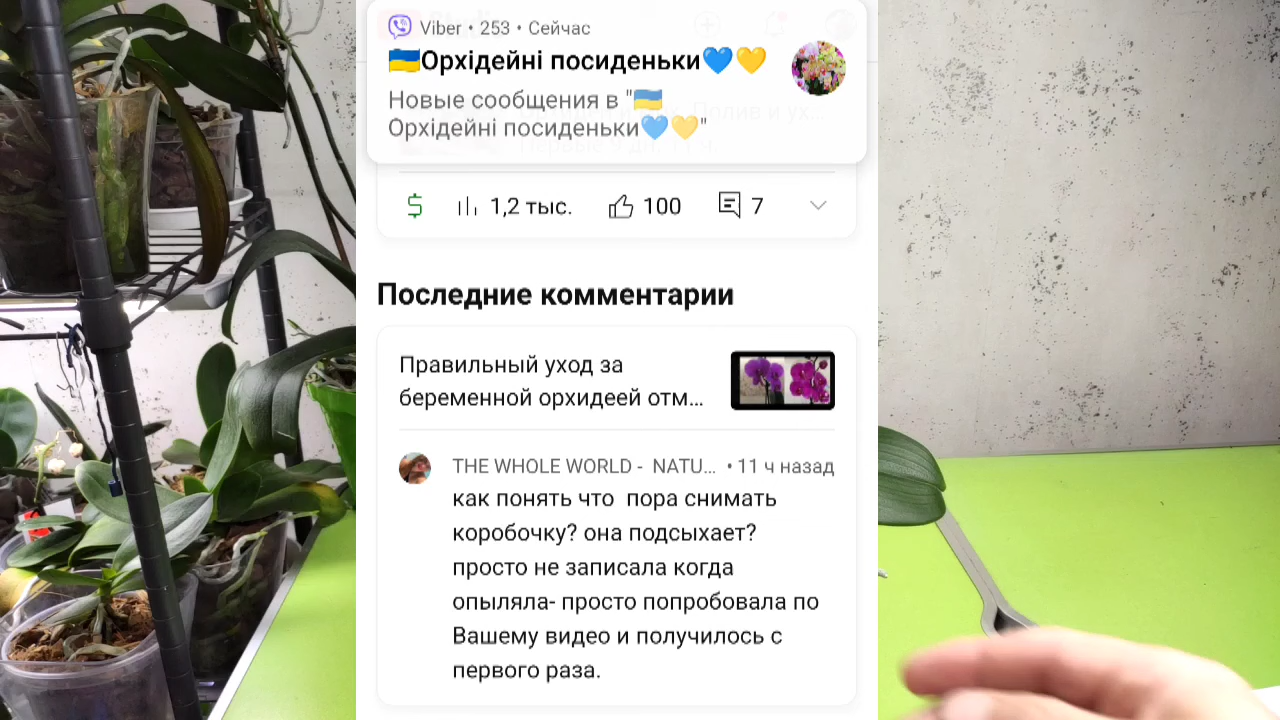 Viber • 253 • Сейчас
🇺🇦Орхідейні посиденьки💙💛
Новые сообщения в "🇺🇦
Орхідейні посиденьки💙💛"
Полив и ух...
1,2 тыс. 100 7
Последние комментарии
Правильный уход за
беременной орхидеей отм...
THE WHOLE WORLD - NATU... • 11 ч назад
как понять что пора снимать
коробочку? она подсыхает?
просто не записала когда
опыляла- просто попробовала по
Вашему видео и получилось с
первого раза.